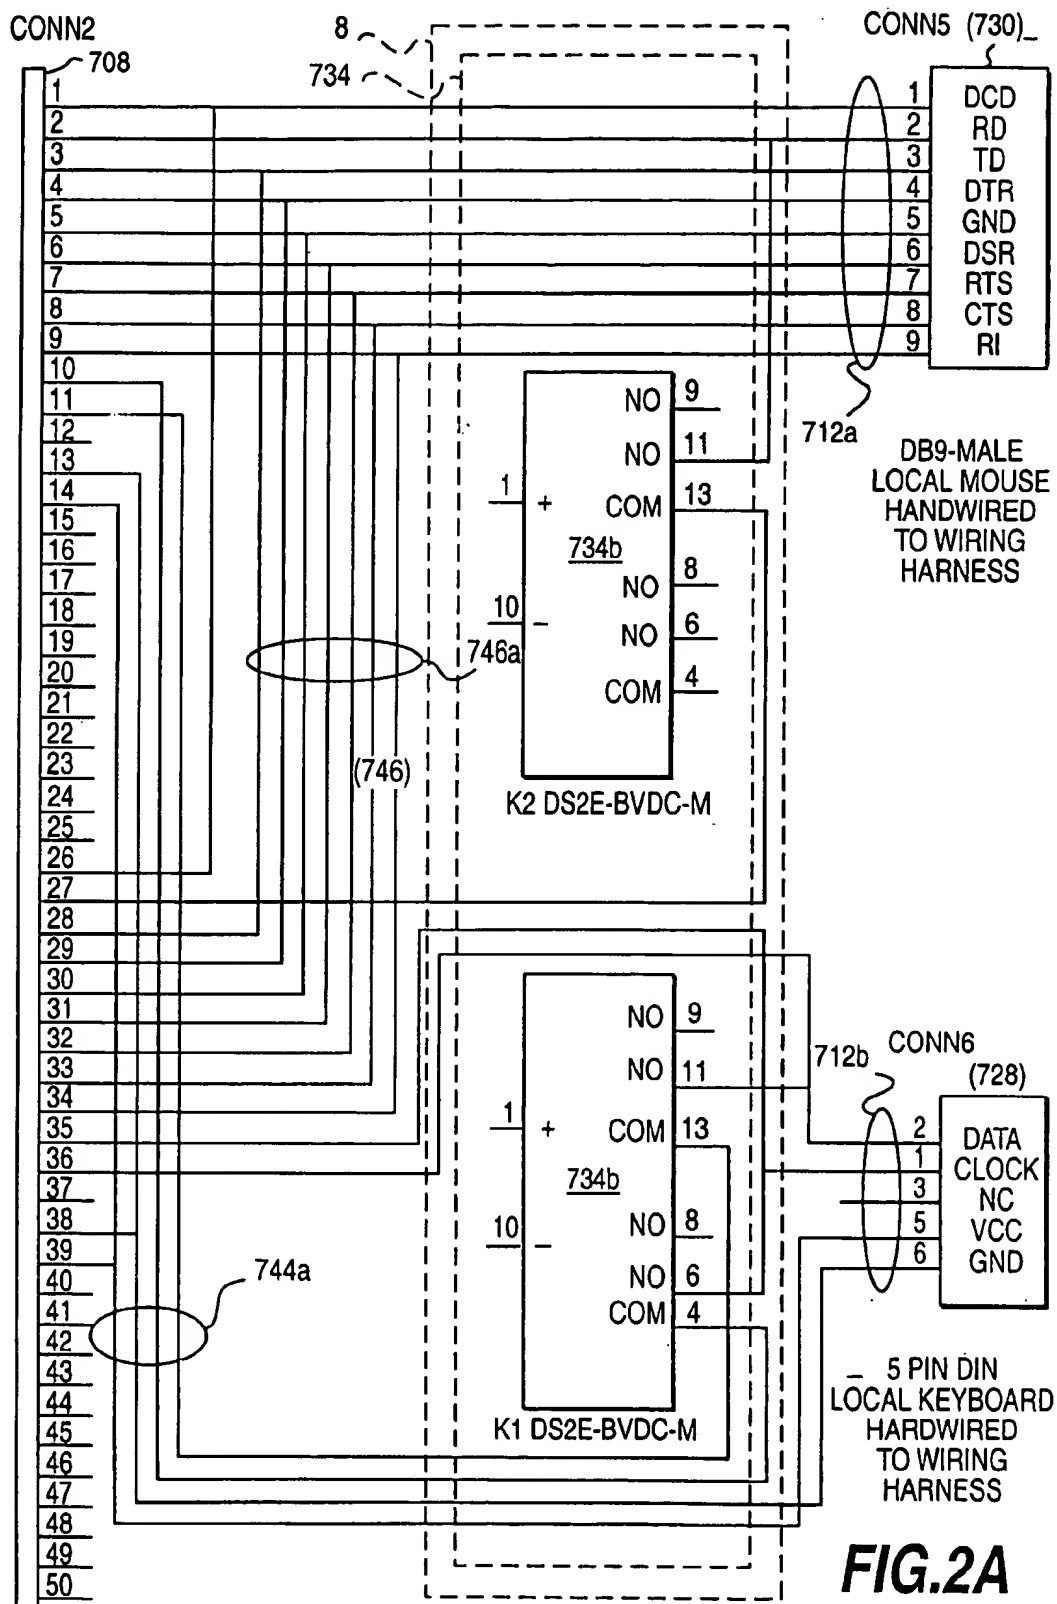 CONN2
708
8
734
CONN5 (730)_
1
2
3
4
5
6
7
8
9
10
11
12
13
14
15
16
17
18
19
20
21
22
23
24
25
26
27
28
29
30
31
32
33
34
35
36
37
38
39
40
41
42
43
44
45
46
47
48
49
50
1 DCD
2 RD
3 TD
4 DTR
5 GND
6 DSR
7 RTS
8 CTS
9 RI
712a
DB9-MALE
LOCAL MOUSE
HANDWIRED
TO WIRING
HARNESS
NO 9
NO 11
1 + COM 13
734b
NO 8
10 − NO 6
COM 4
K2 DS2E-BVDC-M
746a
(746)
NO 9
NO 11
1 + COM 13
734b
10 − NO 8
NO 6
COM 4
K1 DS2E-BVDC-M
744a
712b
CONN6
(728)
2 DATA
1 CLOCK
3 NC
5 VCC
6 GND
_ 5 PIN DIN
LOCAL KEYBOARD
HARDWIRED
TO WIRING
HARNESS
FIG.2A